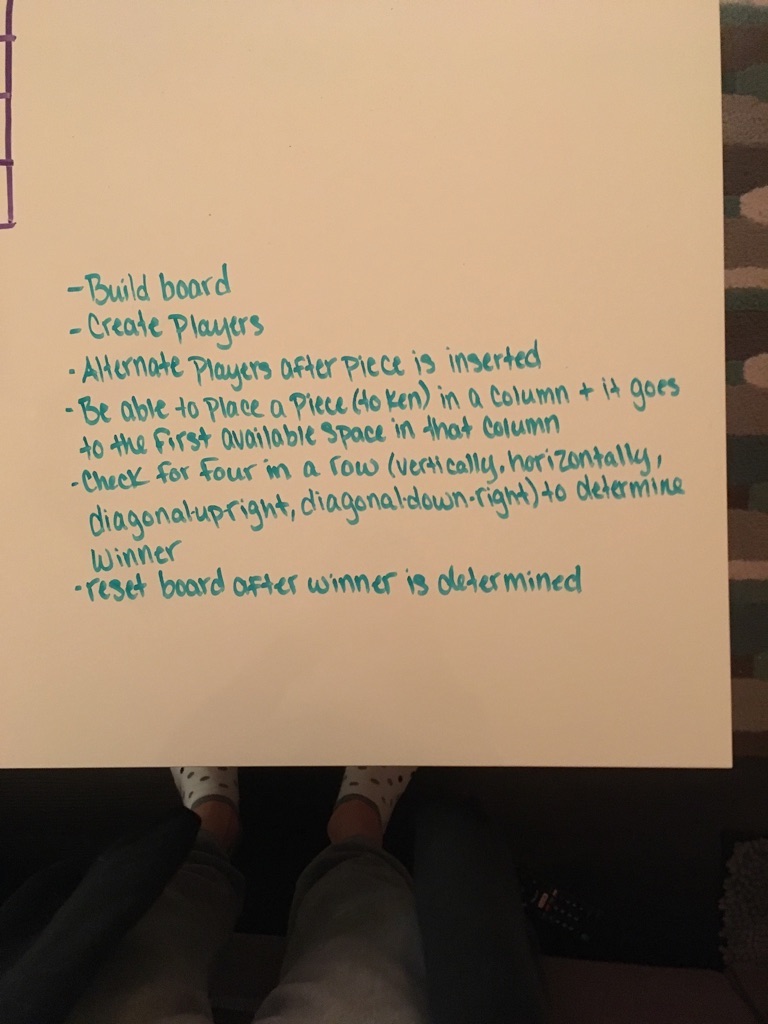 - Build board
- Create Players
- Alternate Players after piece is inserted
- Be able to place a piece (token) in a column + it goes
to the first available space in that column
- Check for four in a row (vertically, horizontally,
diagonal-up-right, diagonal-down-right) to determine
winner
- reset board after winner is determined